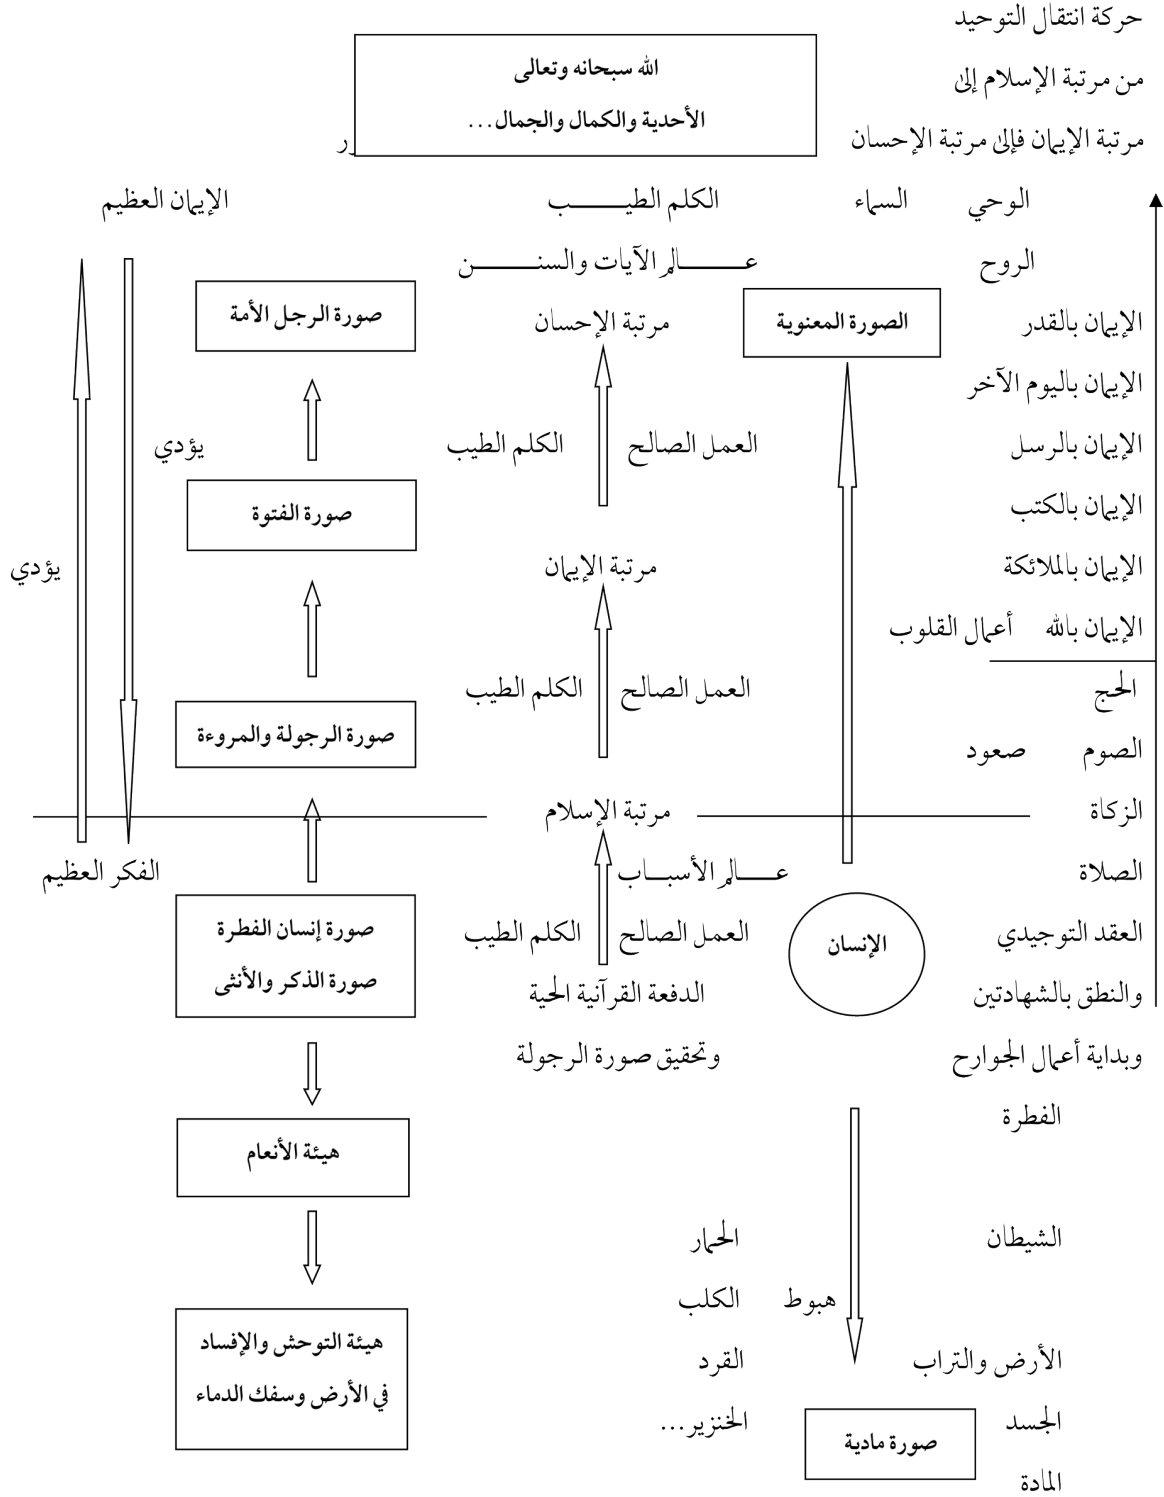 حركة انتقال التوحيد
من مرتبة الإسلام إلى
مرتبة الإيمان فإلى مرتبة الإحسان
الله سبحانه وتعالى
الأحدية والكمال والجمال...
الوحي السماء الكلم الطيـــــب الإيمان العظيم
الروح عـــــالم الآيات والسنـــــن
الصورة المعنوية
صورة الرجل الأمة
الإيمان بالقدر مرتبة الإحسان
الإيمان باليوم الآخر
الإيمان بالرسل العمل الصالح الكلم الطيب يؤدي
الإيمان بالكتب
صورة الفتوة
الإيمان بالملائكة مرتبة الإيمان يؤدي
الإيمان بالله أعمال القلوب
الحج العمل الصالح الكلم الطيب
صورة الرجولة والمروءة
الصوم صعود
الزكاة مرتبة الإسلام
الصلاة عـــــالم الأسبـــاب الفكر العظيم
صورة إنسان الفطرة
صورة الذكر والأنثى
الإنسان
العقد التوجيدي العمل الصالح الكلم الطيب
والنطق بالشهادتين الدفعة القرآنية الحية
وبداية أعمال الجوارح وتحقيق صورة الرجولة
الفطرة
هيئة الأنعام
الشيطان الحمار
هبوط الكلب
هيئة التوحش والإفساد
في الأرض وسفك الدماء
الأرض والتراب القرد
الجسد الخنزير...
صورة مادية
المادة